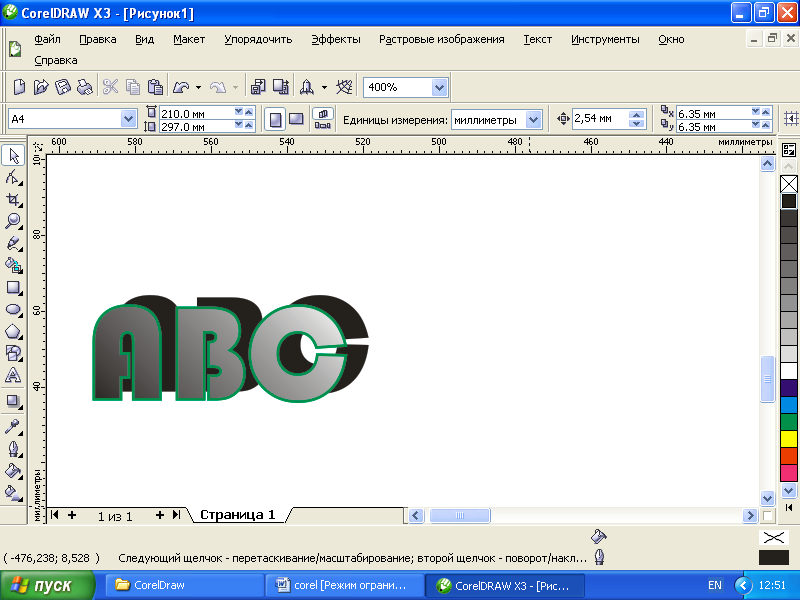 CorelDRAW X3 - [Рисунок1]
Файл Правка Вид Макет Упорядочить Эффекты Растровые изображения Текст Инструменты Окно
Справка
400%
A4 210.0 мм 297.0 мм Единицы измерения: миллиметры 2,54 мм 6.35 мм 6.35 мм
600 580 560 540 520 500 480 460 440 миллиметры
100
80
60
40
миллиметры
ABC
1 из 1 Страница 1
( -476,238; 8,528 ) Следующий щелчок - перетаскивание/масштабирование; второй щелчок - поворот/накл...
пуск CorelDraw corel [Режим ограни... CorelDRAW X3 - [Рис... EN 12:51